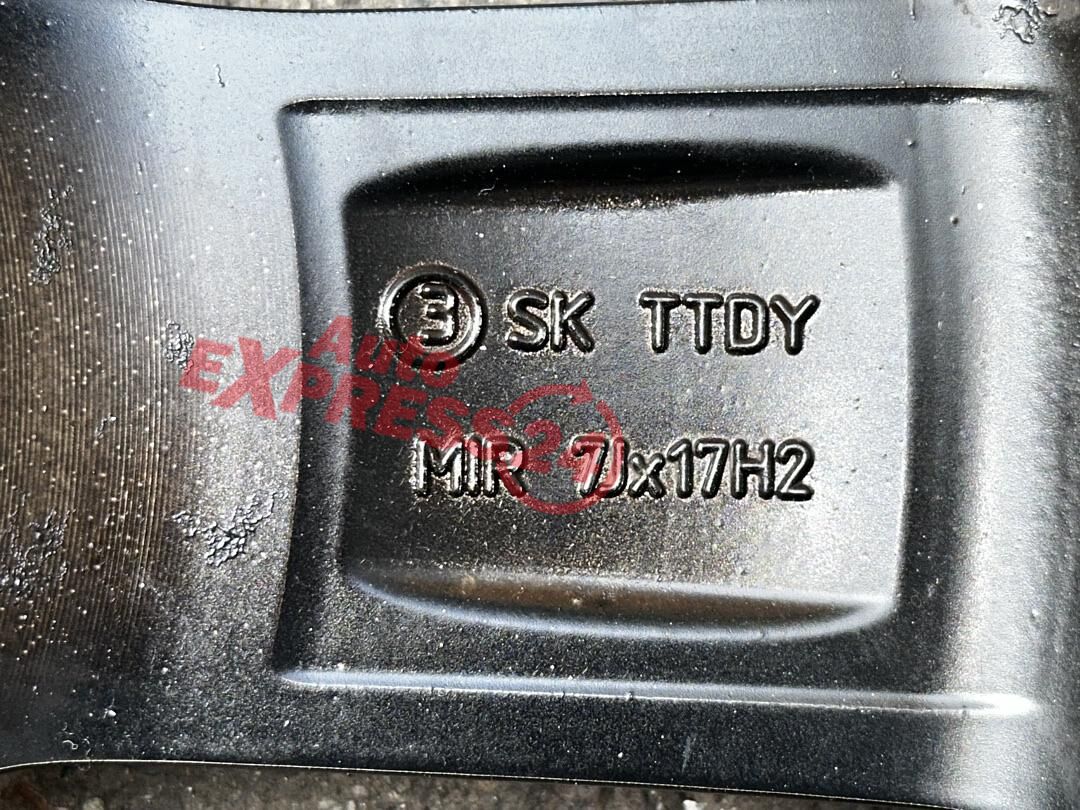 3 SK TTDY
MIR 7Jx17H2
Auto
EXPRESS24